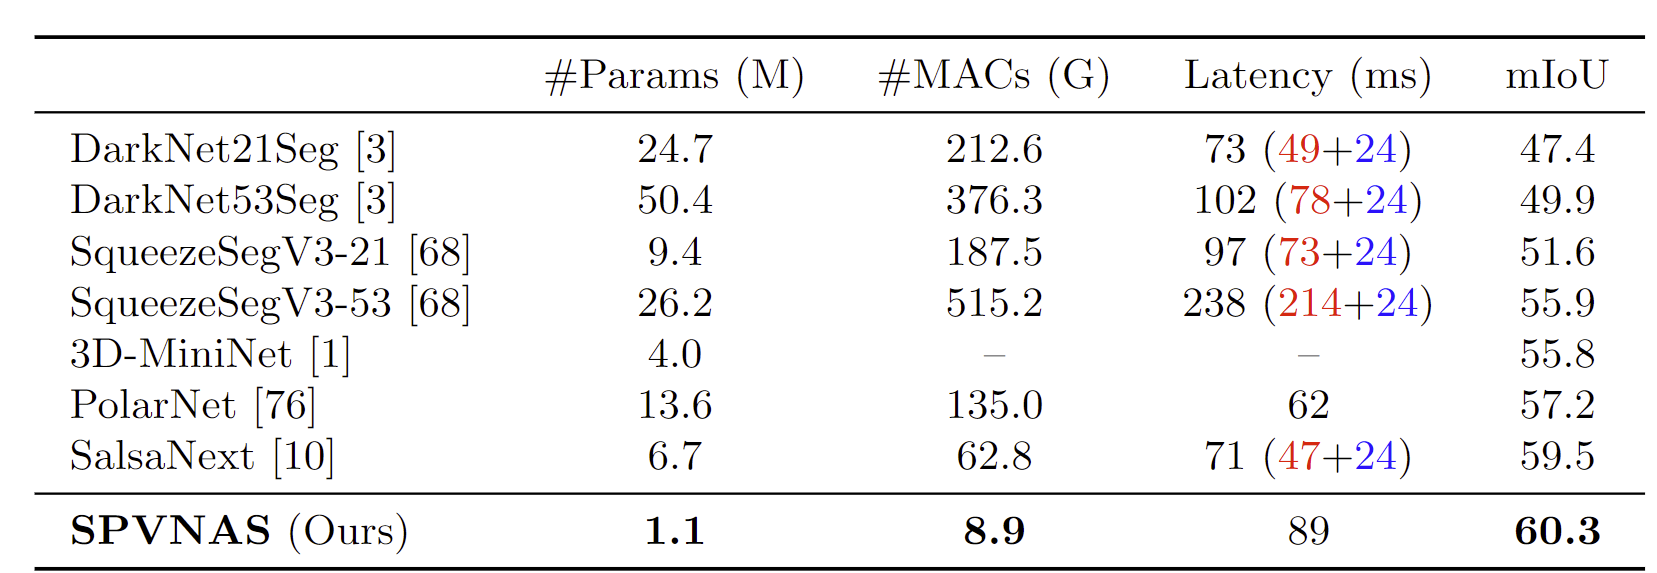 #Params (M) #MACs (G) Latency (ms) mIoU
DarkNet21Seg [3] 24.7 212.6 73 (49+24) 47.4
DarkNet53Seg [3] 50.4 376.3 102 (78+24) 49.9
SqueezeSegV3-21 [68] 9.4 187.5 97 (73+24) 51.6
SqueezeSegV3-53 [68] 26.2 515.2 238 (214+24) 55.9
3D-MiniNet [1] 4.0 – – 55.8
PolarNet [76] 13.6 135.0 62 57.2
SalsaNext [10] 6.7 62.8 71 (47+24) 59.5
SPVNAS (Ours) 1.1 8.9 89 60.3